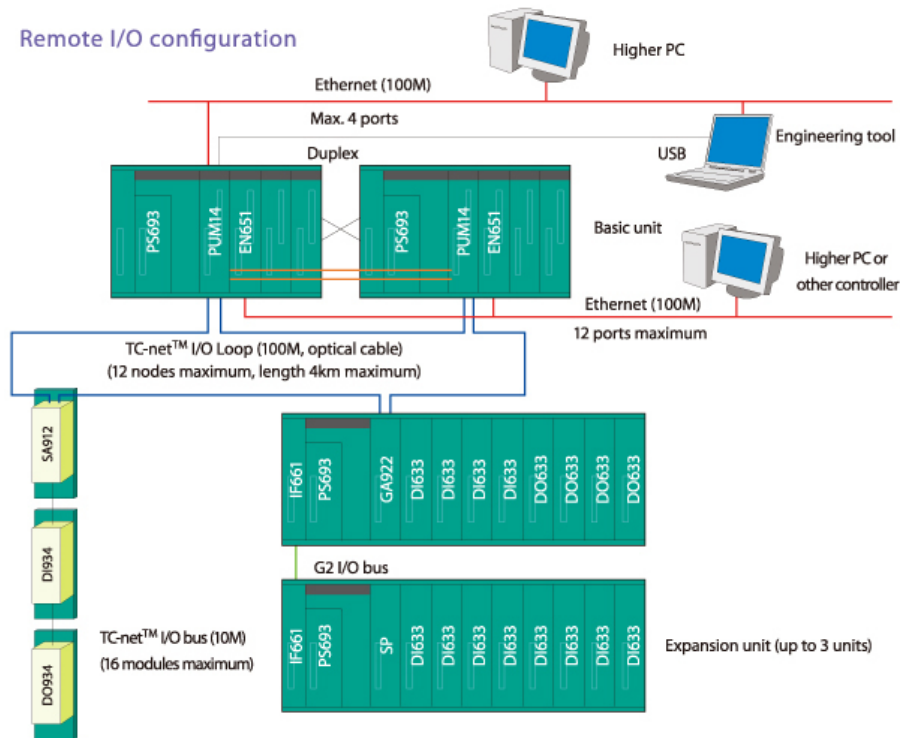 Remote I/O configuration
Higher PC
Ethernet (100M)
Max. 4 ports
Engineering tool
USB
Duplex
PS693
PUM14
EN651
PS693
PUM14
EN651
Basic unit
Higher PC or
other controller
Ethernet (100M)
12 ports maximum
TC-net™ I/O Loop (100M, optical cable)
(12 nodes maximum, length 4km maximum)
SA912
DI934
DO934
IF661
PS693
GA922
DI633
DI633
DI633
DI633
DO633
DO633
DO633
DO633
G2 I/O bus
TC-net™ I/O bus (10M)
(16 modules maximum)
IF661
PS693
SP
DI633
DI633
DI633
DI633
DI633
DI633
DI633
DI633
Expansion unit (up to 3 units)